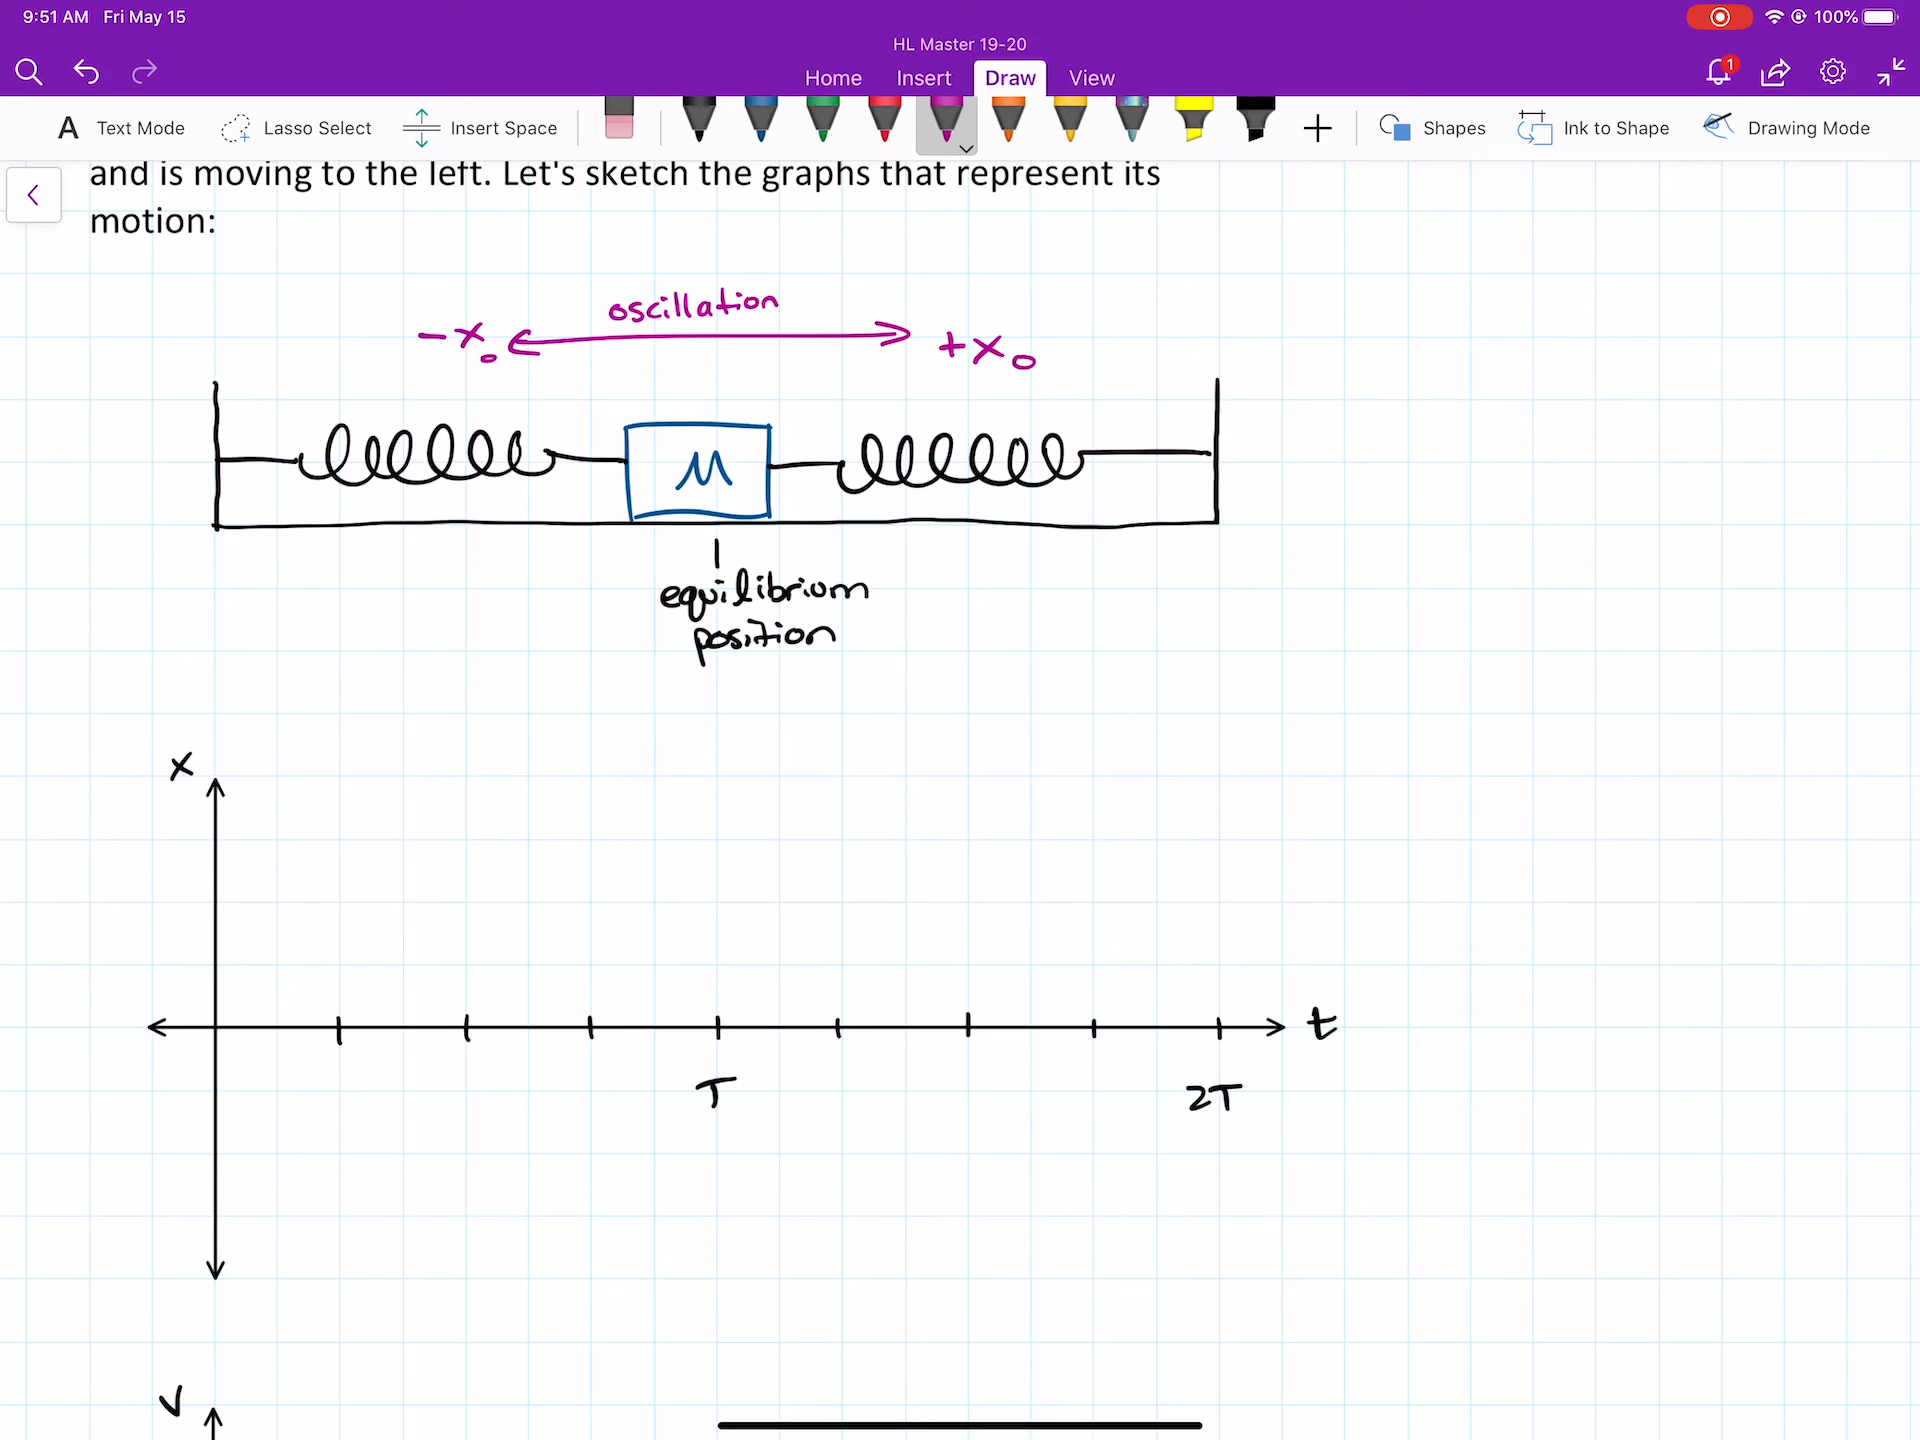 9:51 AM Fri May 15
100%
HL Master 19-20
Home Insert Draw View
1
A Text Mode Lasso Select Insert Space Shapes Ink to Shape Drawing Mode
and is moving to the left. Let's sketch the graphs that represent its
motion:
oscillation
-x₀ +x₀
M
equilibrium
position
x
t
T 2T
v